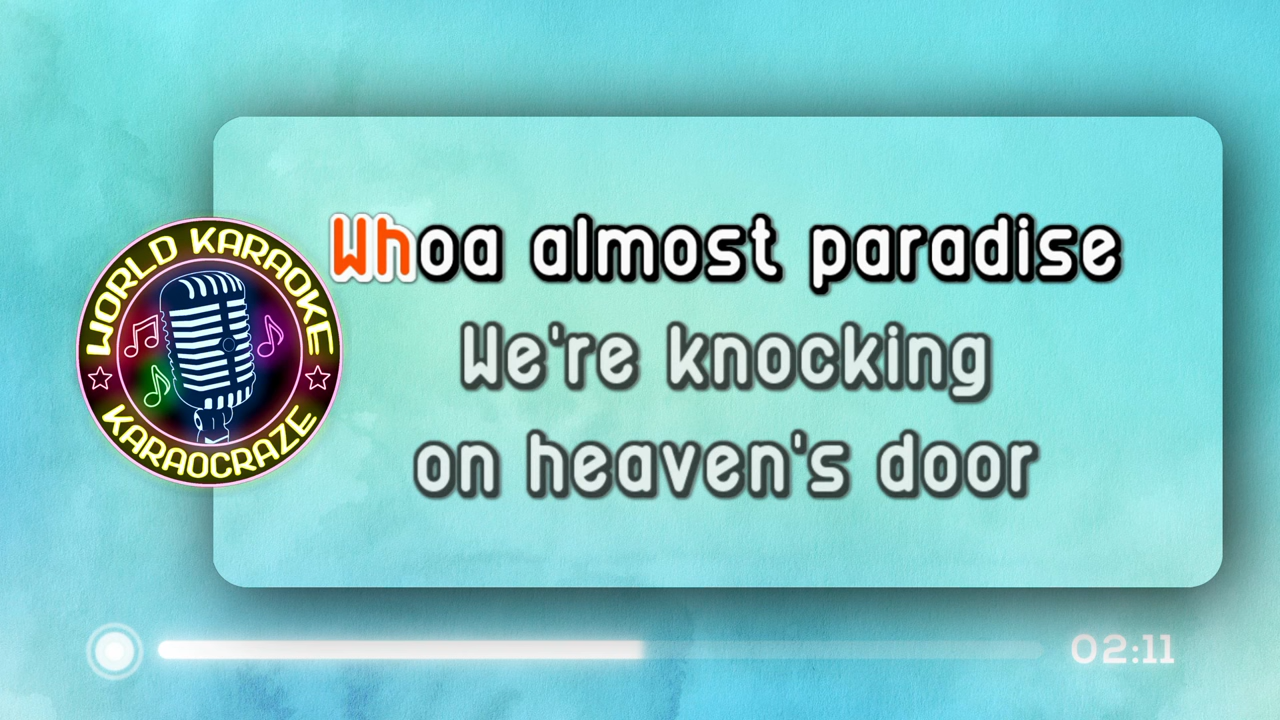 WORLD KARAOKE
KARAOCRAZE
Whoa almost paradise
We're knocking
on heaven's door
02:11